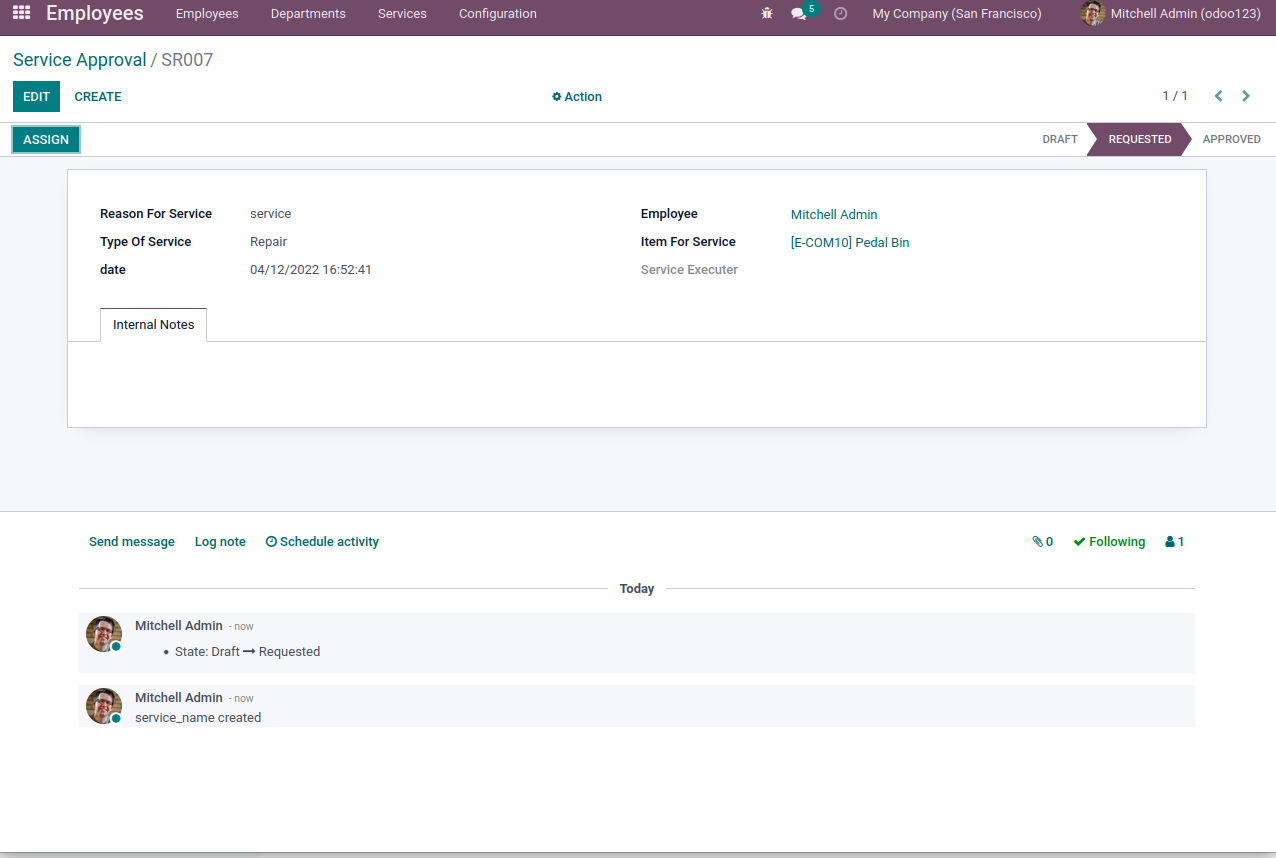 Employees Employees Departments Services Configuration 5 My Company (San Francisco) Mitchell Admin (odoo123)
Service Approval / SR007
EDIT CREATE Action 1 / 1
ASSIGN DRAFT REQUESTED APPROVED
Reason For Service service Employee Mitchell Admin
Type Of Service Repair Item For Service [E-COM10] Pedal Bin
date 04/12/2022 16:52:41 Service Executer
Internal Notes
Send message Log note Schedule activity 0 Following 1
Today
Mitchell Admin - now
• State: Draft → Requested
Mitchell Admin - now
service_name created